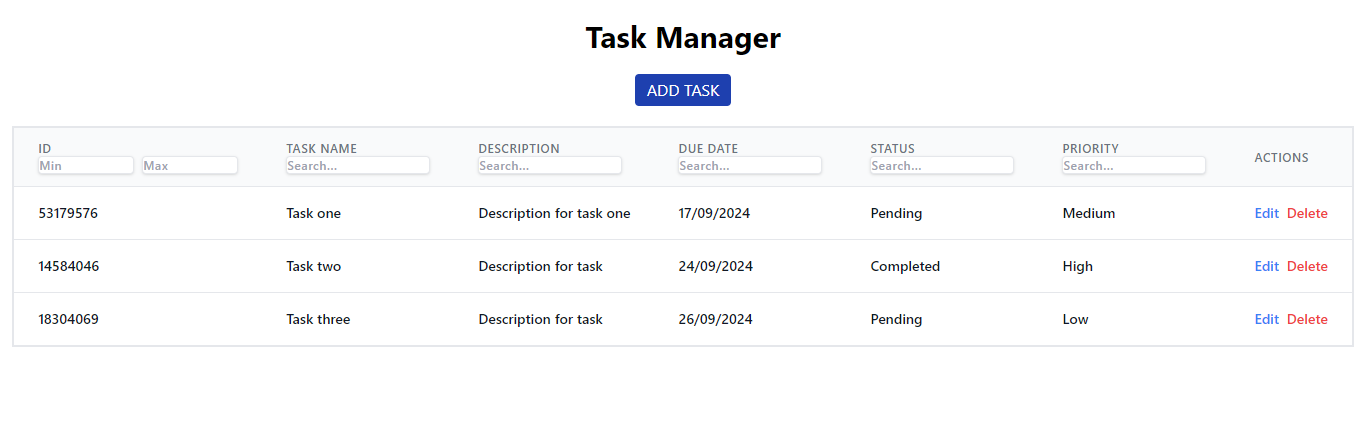 Task Manager
ADD TASK
ID TASK NAME DESCRIPTION DUE DATE STATUS PRIORITY ACTIONS
Min Max Search... Search... Search... Search... Search...
53179576 Task one Description for task one 17/09/2024 Pending Medium Edit Delete
14584046 Task two Description for task 24/09/2024 Completed High Edit Delete
18304069 Task three Description for task 26/09/2024 Pending Low Edit Delete